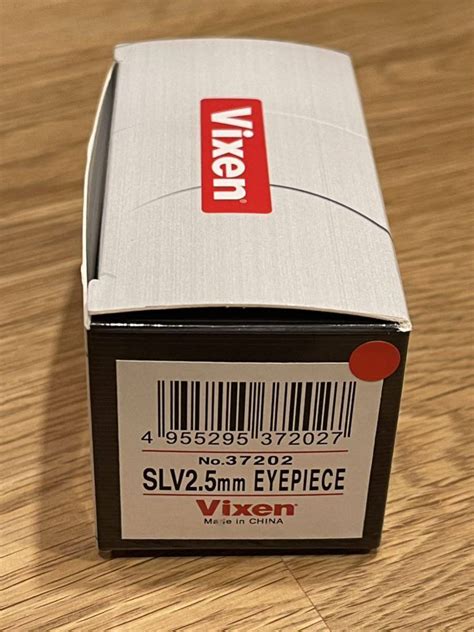 Vixen®
4 955295 372027
No.37202
SLV2.5mm EYEPIECE
Vixen®
Made in CHINA